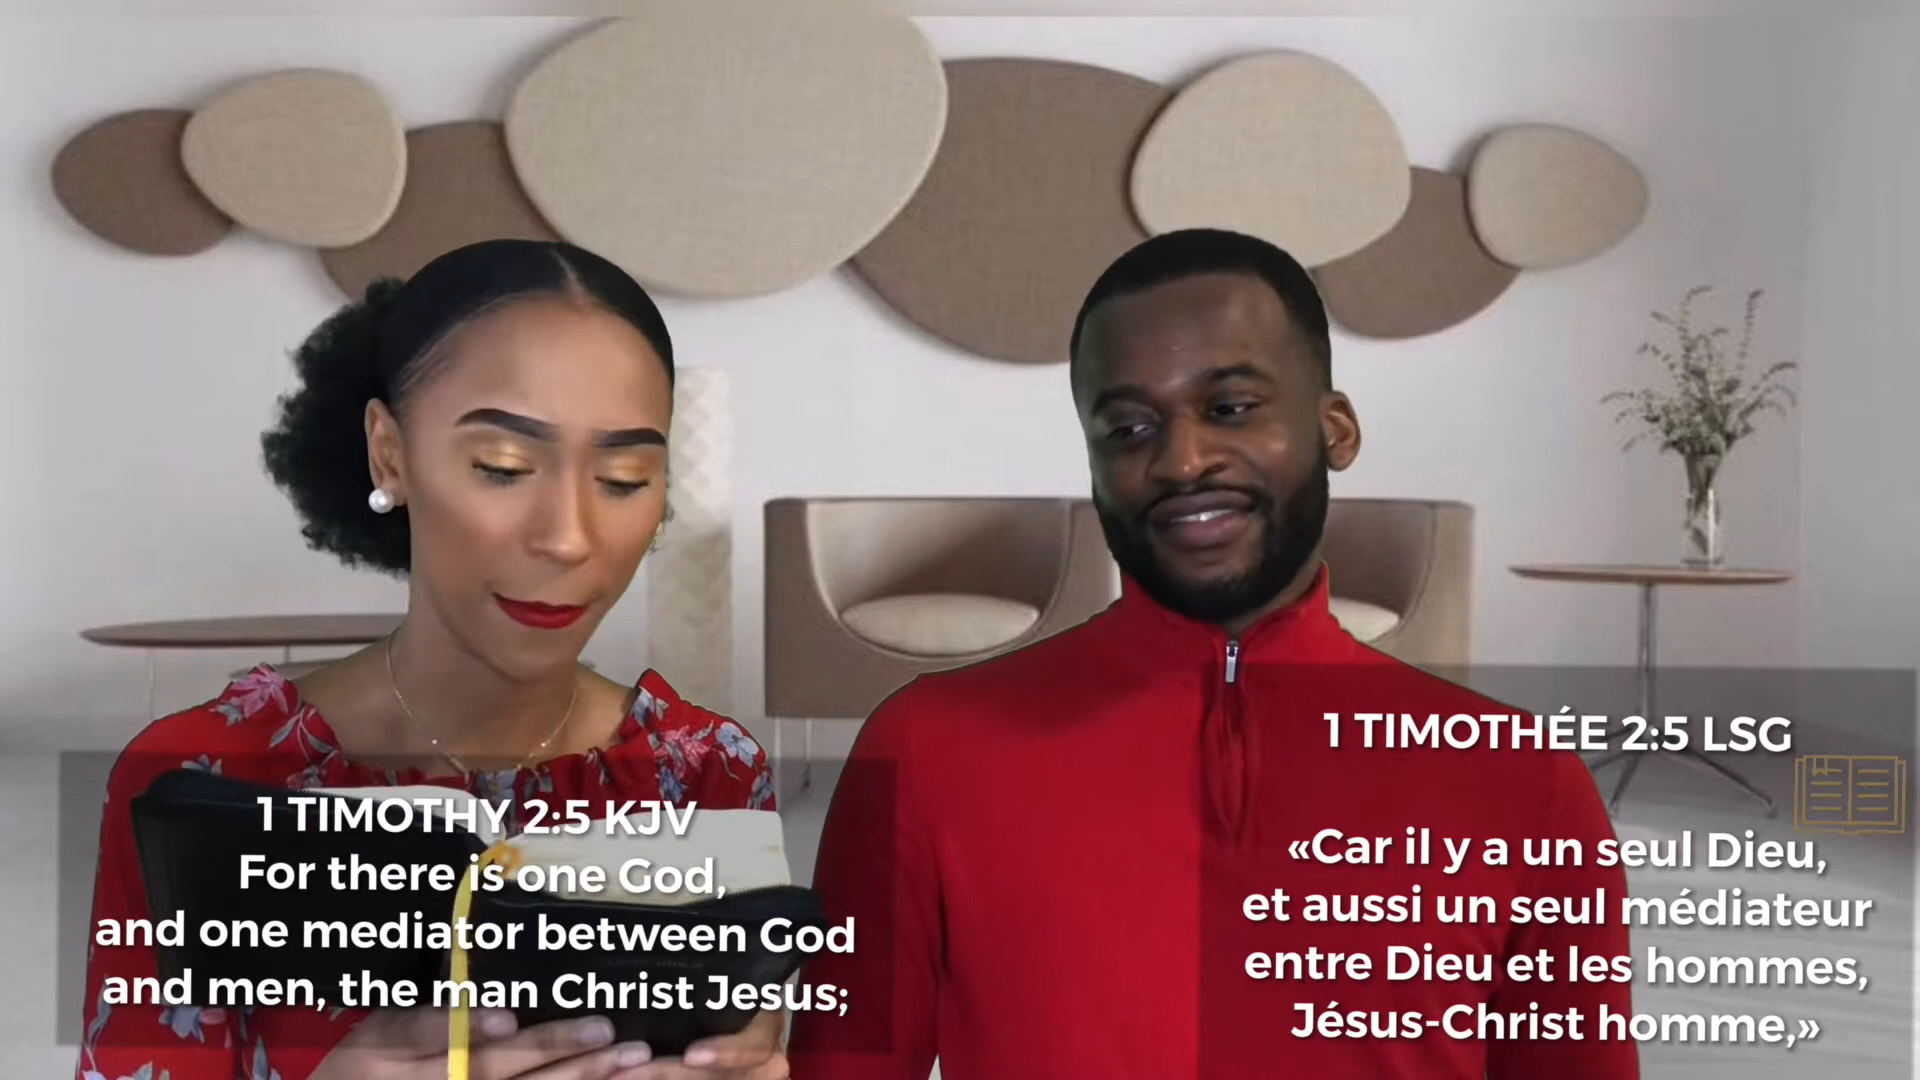 1 TIMOTHY 2:5 KJV
For there is one God,
and one mediator between God
and men, the man Christ Jesus;
1 TIMOTHÉE 2:5 LSG
«Car il y a un seul Dieu,
et aussi un seul médiateur
entre Dieu et les hommes,
Jésus-Christ homme,»